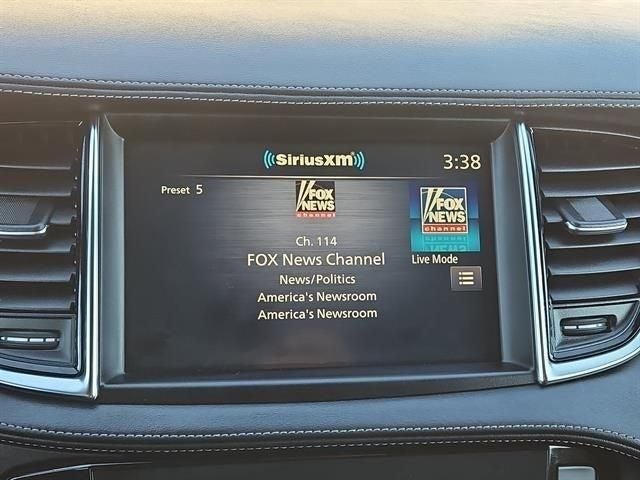 SiriusXM
3:38
Preset 5
FOX
NEWS
channel
FOX
NEWS
channel
Ch. 114
FOX News Channel
Live Mode
News/Politics
America's Newsroom
America's Newsroom